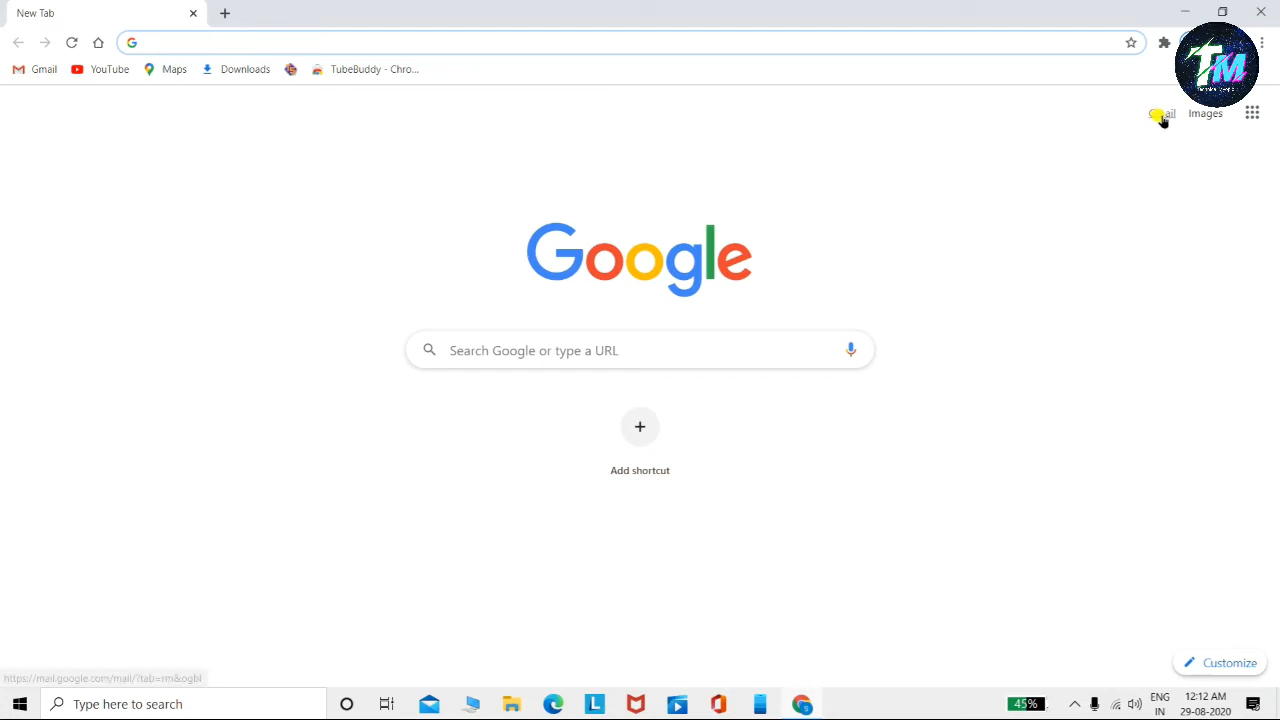 New Tab
Gmail
YouTube
Maps
Downloads
TubeBuddy - Chro...
TM
Gmail Images
Google
Search Google or type a URL
Add shortcut
Customize
https://mail.google.com/mail/?tab=rm&ogbl
Type here to search
45%
ENG
IN
12:12 AM
29-08-2020